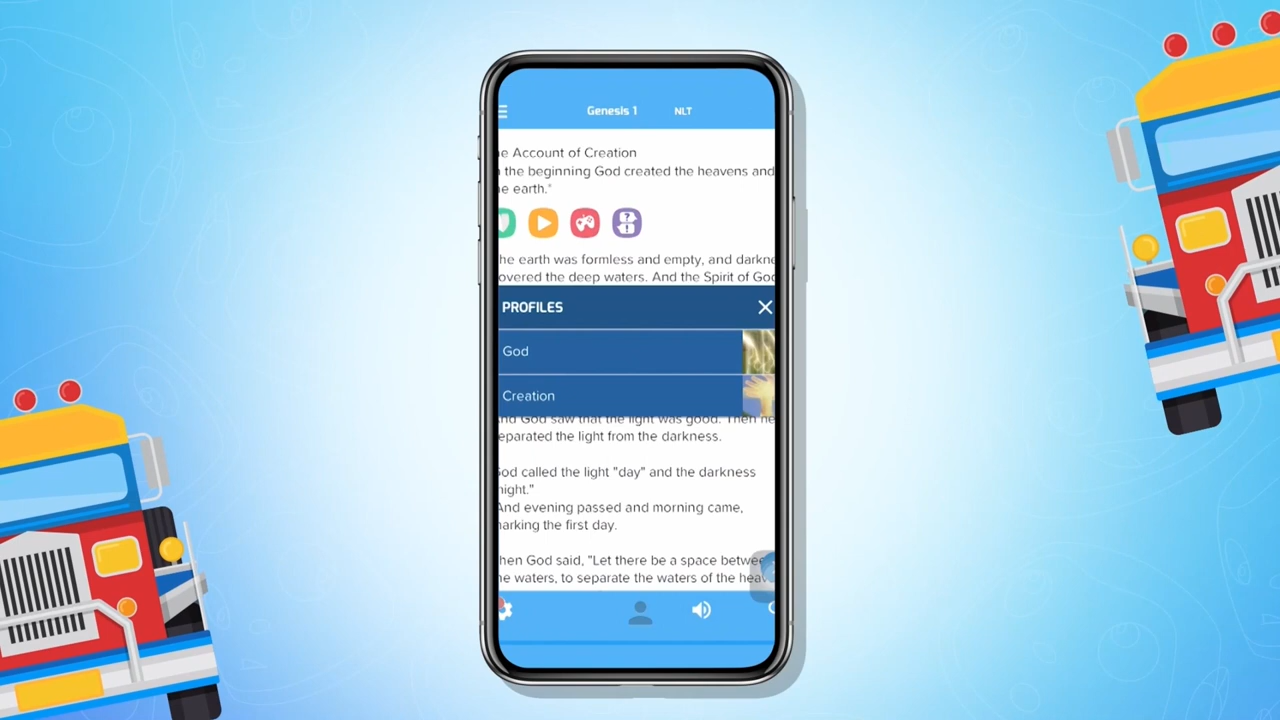 Genesis 1 NLT
e Account of Creation
the beginning God created the heavens and
e earth.*
he earth was formless and empty, and darkne
overed the deep waters. And the Spirit of God
PROFILES
God
Creation
And God saw that the light was good. Then he
eparated the light from the darkness.
God called the light "day" and the darkness
night."
And evening passed and morning came,
marking the first day.
hen God said, "Let there be a space betwee
he waters, to separate the waters of the heav